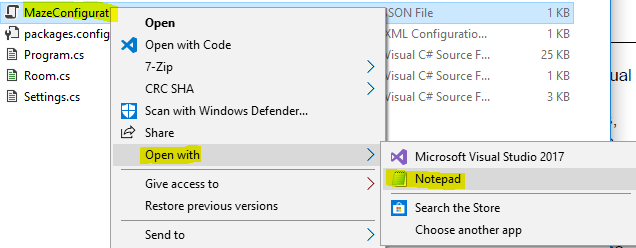 MazeConfigurat
JSON File
1 KB
packages.config
XML Configuratio...
1 KB
Program.cs
Visual C# Source F...
25 KB
Room.cs
Visual C# Source F...
1 KB
Settings.cs
Visual C# Source F...
3 KB
Open
Open with Code
7-Zip
CRC SHA
Scan with Windows Defender...
Share
Open with
Give access to
Restore previous versions
Send to
Microsoft Visual Studio 2017
Notepad
Search the Store
Choose another app
ual